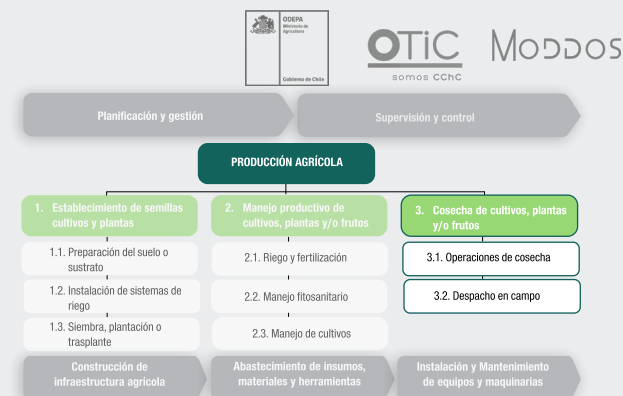 ODEPA
Ministerio de
Agricultura
Gobierno de Chile
OTiC
somos CChC
MODDOS
Planificación y gestión
Supervisión y control
PRODUCCIÓN AGRÍCOLA
1. Establecimiento de semillas
cultivos y plantas
1.1. Preparación del suelo o
sustrato
1.2. Instalación de sistemas de
riego
1.3. Siembra, plantación o
trasplante
2. Manejo productivo de
cultivos, plantas y/o frutos
2.1. Riego y fertilización
2.2. Manejo fitosanitario
2.3. Manejo de cultivos
3. Cosecha de cultivos, plantas
y/o frutos
3.1. Operaciones de cosecha
3.2. Despacho en campo
Construcción de
infraestructura agrícola
Abastecimiento de insumos,
materiales y herramientas
Instalación y Mantenimiento
de equipos y maquinarias